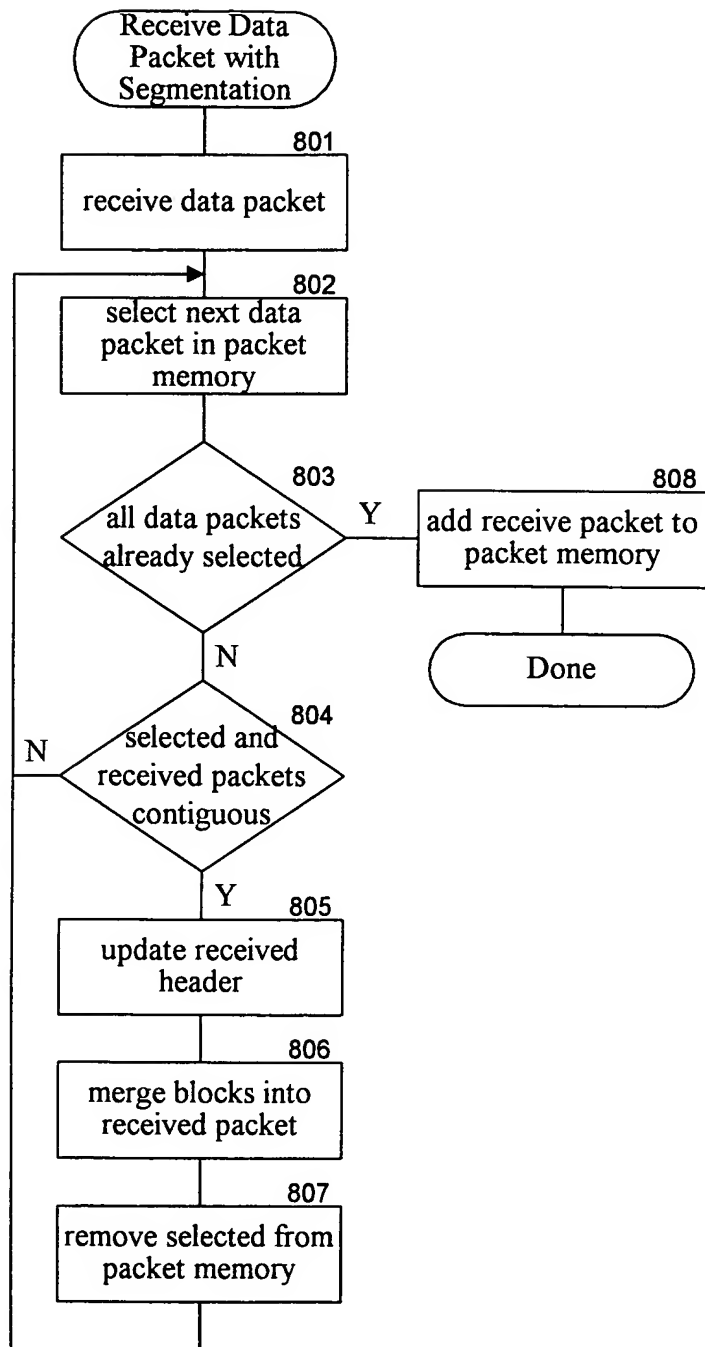 Receive Data
Packet with
Segmentation
801
receive data packet
802
select next data
packet in packet
memory
803
all data packets
already selected
Y
808
add receive packet to
packet memory
N
Done
804
selected and
received packets
contiguous
N
Y
805
update received
header
806
merge blocks into
received packet
807
remove selected from
packet memory